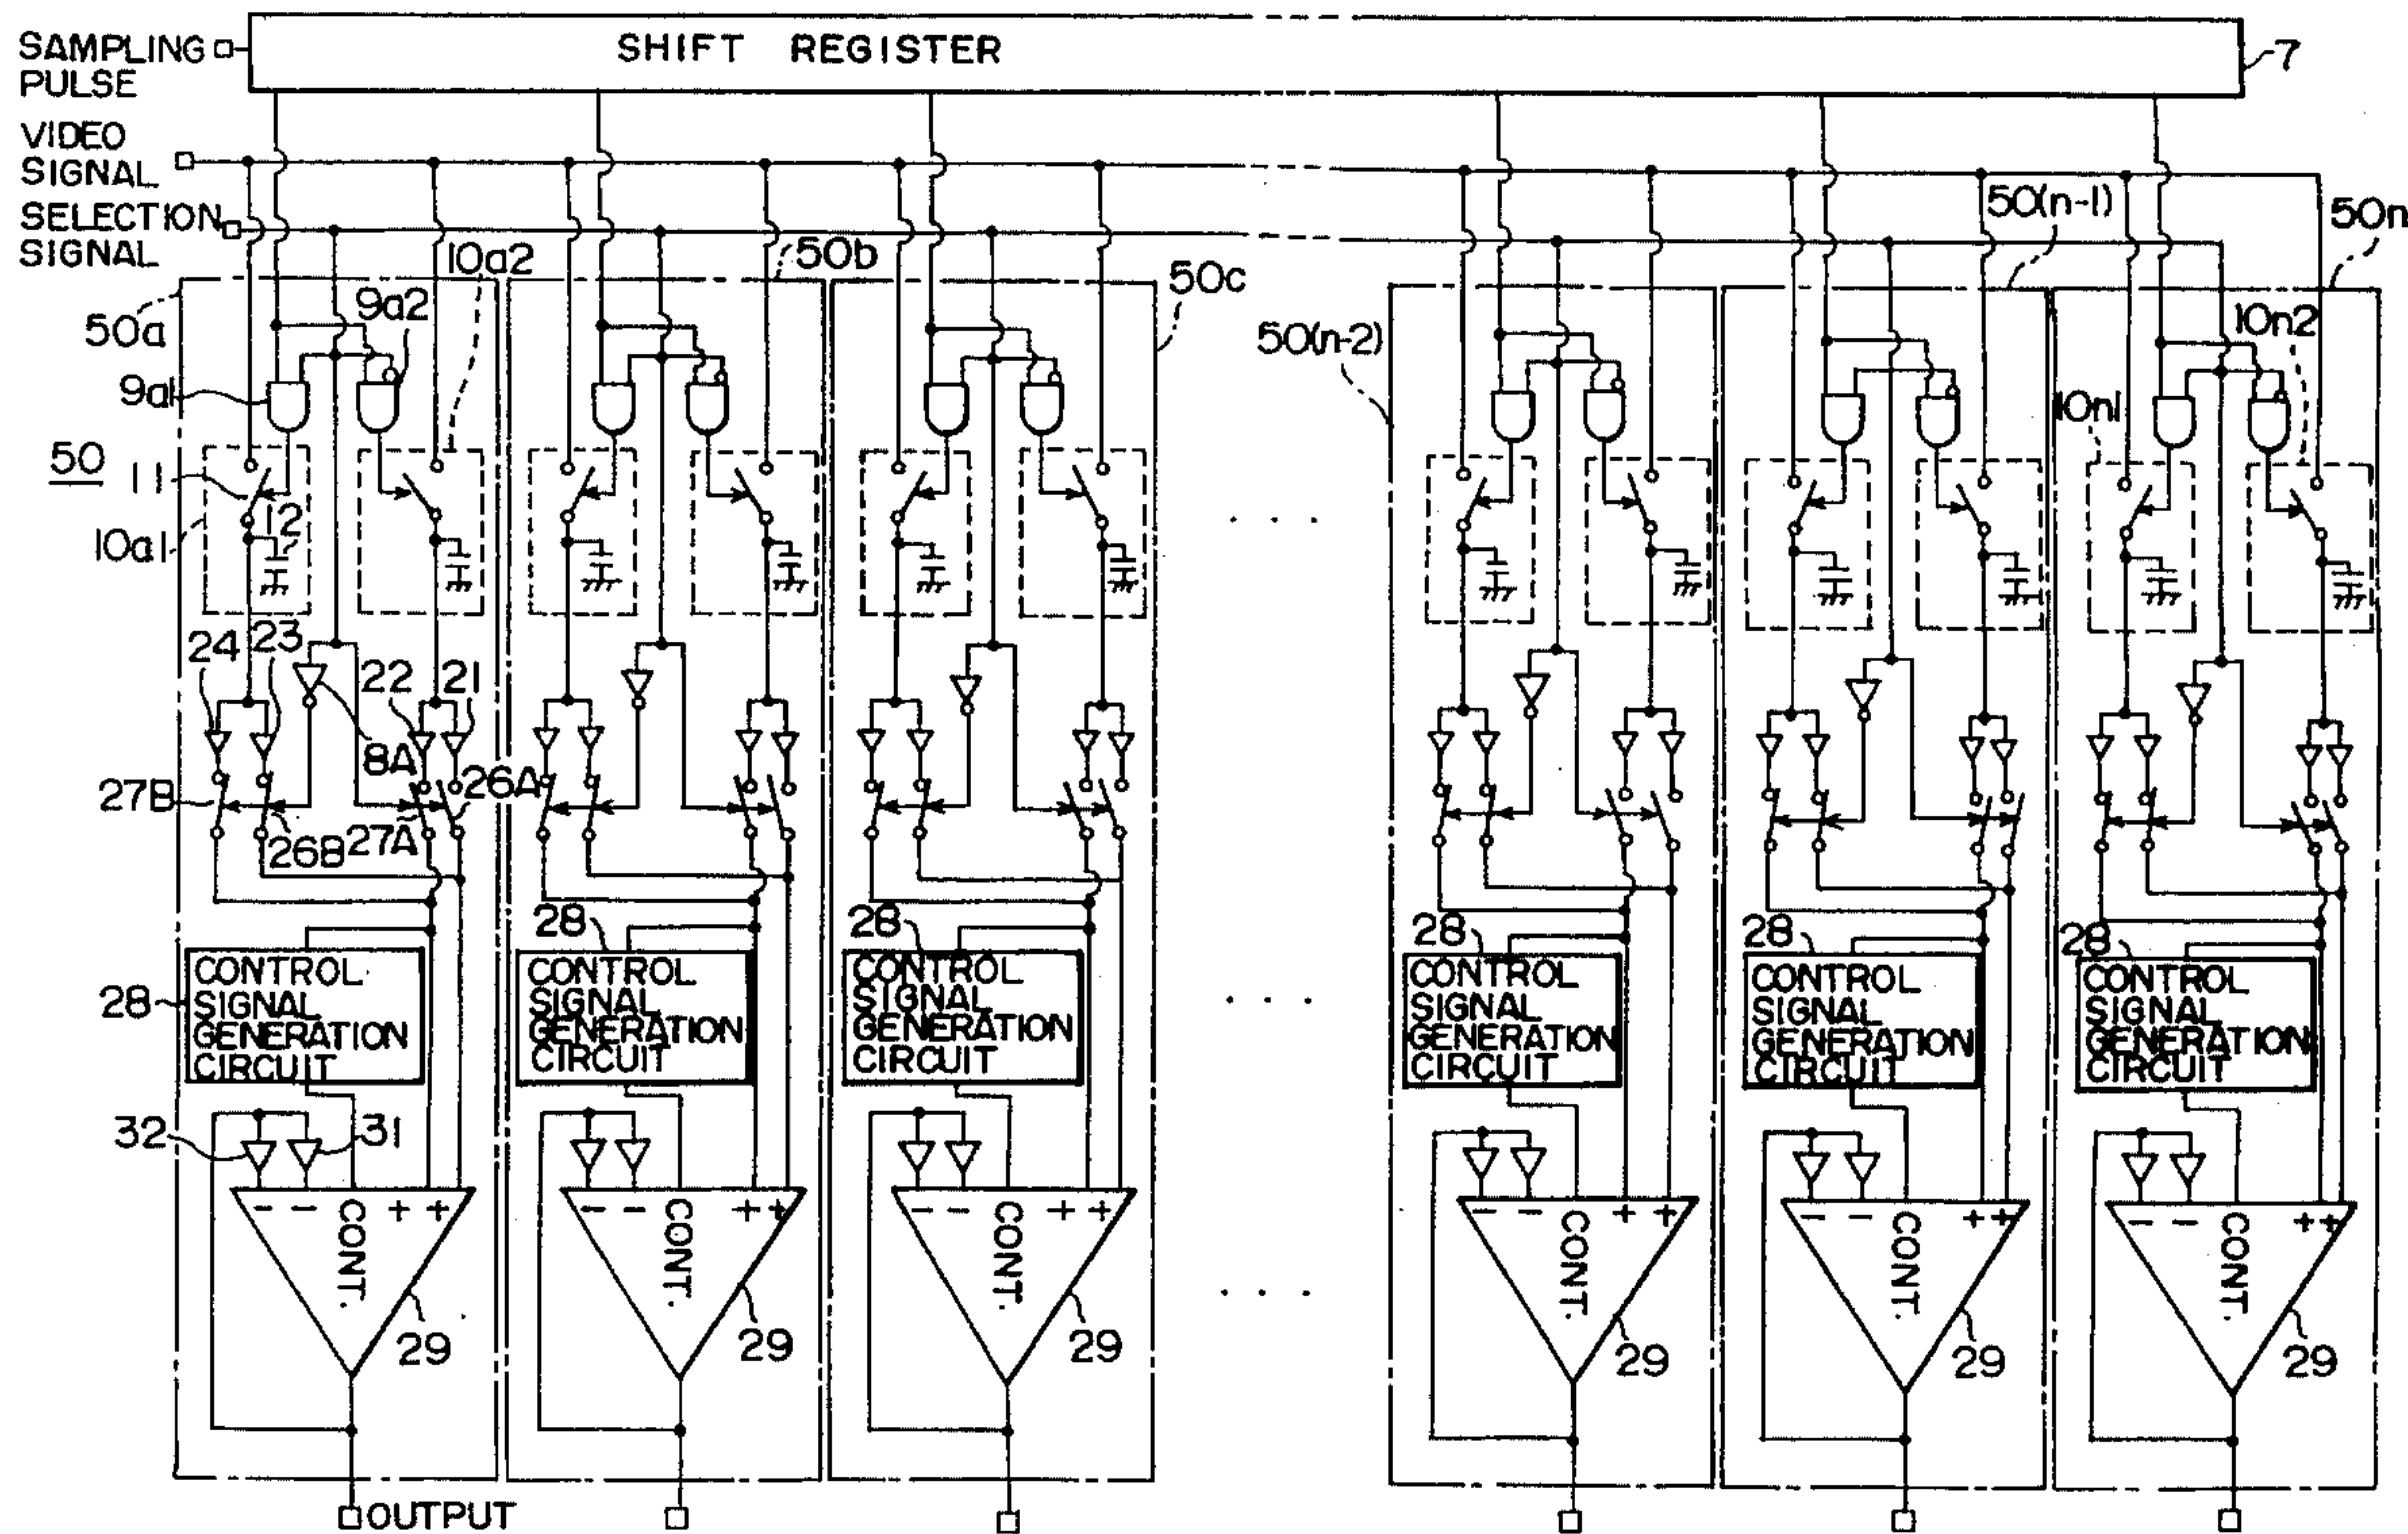 SAMPLING
PULSE
SHIFT REGISTER
7
VIDEO
SIGNAL
SELECTION
SIGNAL
10a2
50b
50c
50(n-1)
50n
50a
9a2
50(n-2)
10n2
9a1
10n1
50
11
12
10a1
. . .
24
23
22
21
8A
26A
27B
26B
27A
28
28
28
28
28
28
CONTROL
SIGNAL
GENERATION
CIRCUIT
CONTROL
SIGNAL
GENERATION
CIRCUIT
CONTROL
SIGNAL
GENERATION
CIRCUIT
. . .
CONTROL
SIGNAL
GENERATION
CIRCUIT
CONTROL
SIGNAL
GENERATION
CIRCUIT
CONTROL
SIGNAL
GENERATION
CIRCUIT
32
31
− − CONT. + +
− − CONT. + +
− − CONT. + +
. . .
− − CONT. + +
− − CONT. + +
− − CONT. + +
29
29
29
29
29
29
OUTPUT